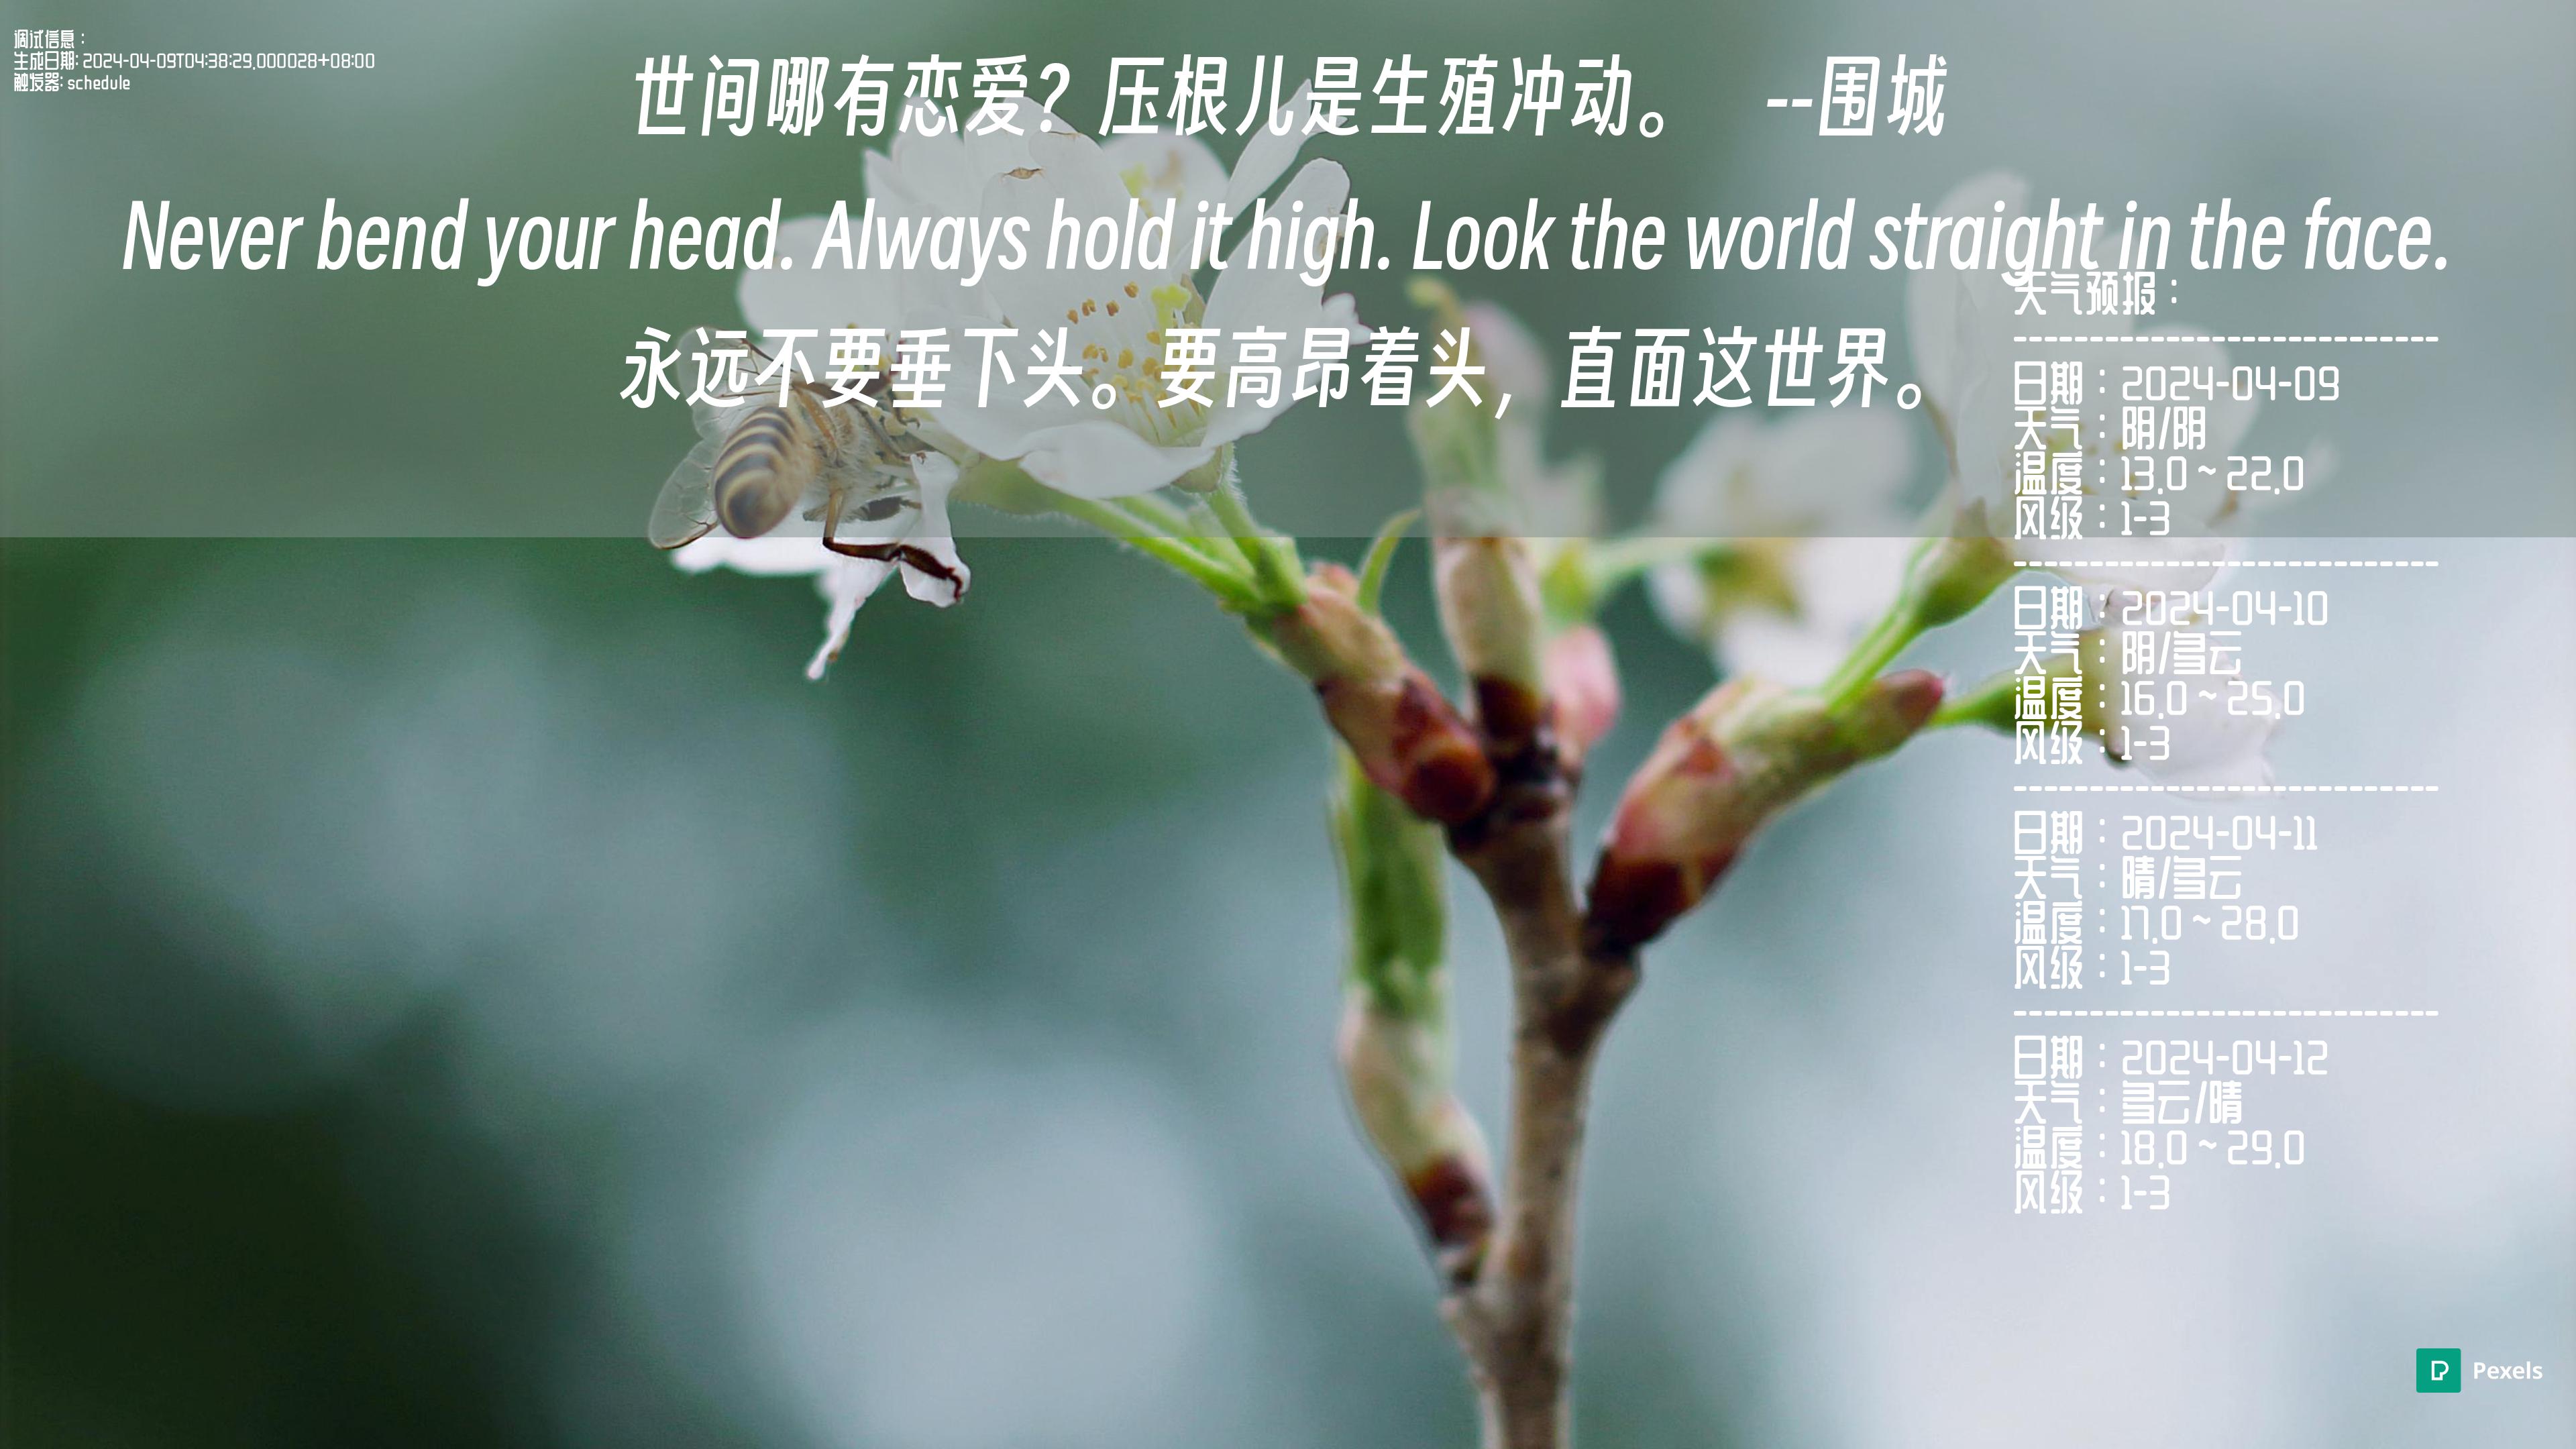 调试信息：
生成日期: 2024-04-09T04:38:29.000028+08:00
触发器: schedule
世间哪有恋爱？压根儿是生殖冲动。 --围城
Never bend your head. Always hold it high. Look the world straight in the face.
永远不要垂下头。要高昂着头，直面这世界。
天气预报：
----------------------------
日期：2024-04-09
天气：阴/阴
温度：13.0 ~ 22.0
风级：1-3
----------------------------
日期：2024-04-10
天气：阴/多云
温度：16.0 ~ 25.0
风级：1-3
----------------------------
日期：2024-04-11
天气：晴/多云
温度：17.0 ~ 28.0
风级：1-3
----------------------------
日期：2024-04-12
天气：多云/晴
温度：18.0 ~ 29.0
风级：1-3
Pexels